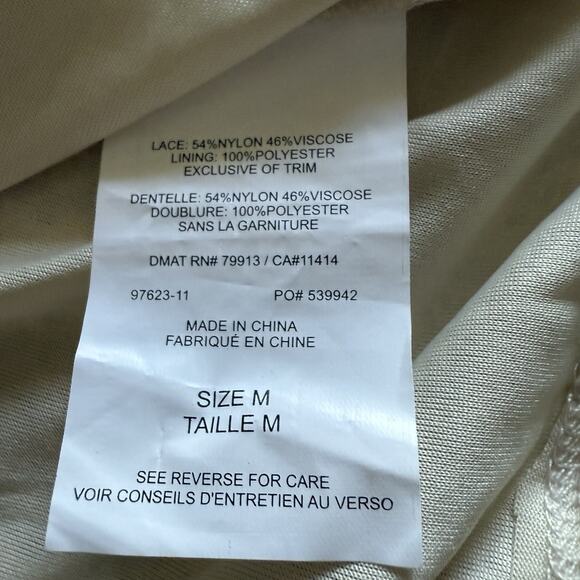 LACE: 54%NYLON 46%VISCOSE
LINING: 100%POLYESTER
EXCLUSIVE OF TRIM
DENTELLE: 54%NYLON 46%VISCOSE
DOUBLURE: 100%POLYESTER
SANS LA GARNITURE
DMAT RN# 79913 / CA#11414
97623-11 PO# 539942
MADE IN CHINA
FABRIQUÉ EN CHINE
SIZE M
TAILLE M
SEE REVERSE FOR CARE
VOIR CONSEILS D'ENTRETIEN AU VERSO